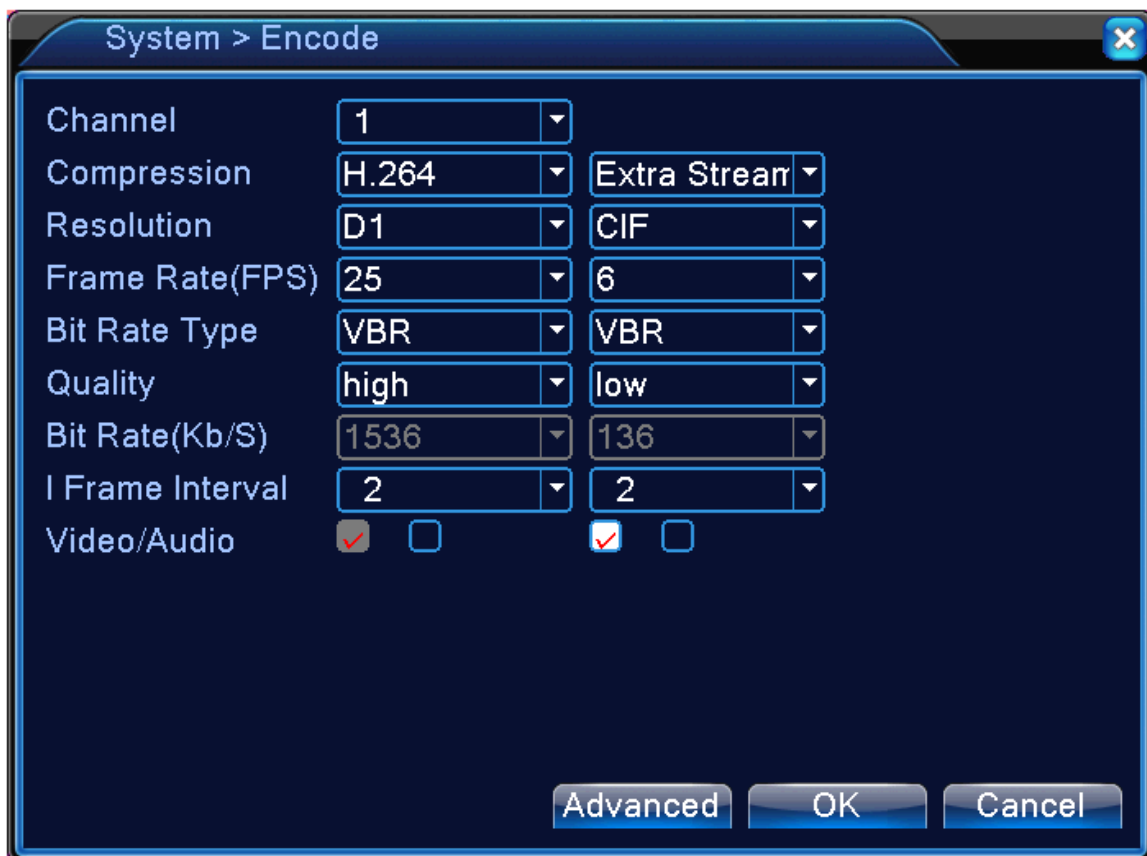 System > Encode
Channel 1
Compression H.264 Extra Stream
Resolution D1 CIF
Frame Rate(FPS) 25 6
Bit Rate Type VBR VBR
Quality high low
Bit Rate(Kb/S) 1536 136
I Frame Interval 2 2
Video/Audio
Advanced OK Cancel